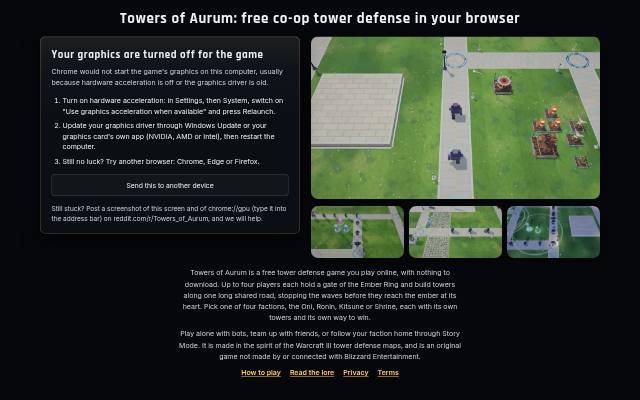 Towers of Aurum: free co-op tower defense in your browser
Your graphics are turned off for the game
Chrome would not start the game's graphics on this computer, usually
because hardware acceleration is off or the graphics driver is old.
1. Turn on hardware acceleration: in Settings, then System, switch on
"Use graphics acceleration when available" and press Relaunch.
2. Update your graphics driver through Windows Update or your
graphics card's own app (NVIDIA, AMD or Intel), then restart the
computer.
3. Still no luck? Try another browser: Chrome, Edge or Firefox.
Send this to another device
Still stuck? Post a screenshot of this screen and of chrome://gpu (type it into
the address bar) on reddit.com/r/Towers_of_Aurum, and we will help.
Towers of Aurum is a free tower defense game you play online, with nothing to
download. Up to four players each hold a gate of the Ember Ring and build towers
along one long shared road, stopping the waves before they reach the ember at its
heart. Pick one of four factions, the Oni, Ronin, Kitsune or Shrine, each with its own
towers and its own way to win.
Play alone with bots, team up with friends, or follow your faction home through Story
Mode. It is made in the spirit of the Warcraft III tower defense maps, and is an original
game not made by or connected with Blizzard Entertainment.
How to play Read the lore Privacy Terms